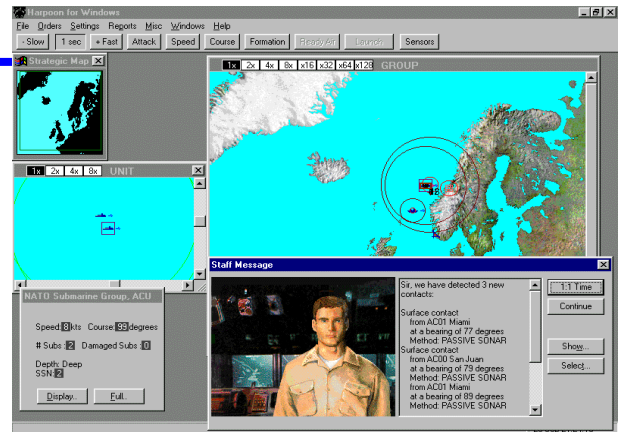 Harpoon for Windows
File Orders Settings Reports Misc Windows Help
- Slow 1 sec + Fast Attack Speed Course Formation Ready Air Launch Sensors
Strategic Map
1x 2x 4x 8x x16 x32 x64 x128 GROUP
1x 2x 4x 8x UNIT
NATO Submarine Group, ACU
Speed: 8 kts Course: 99 degrees
# Subs : 2 Damaged Subs : 0
Depth: Deep
SSN: 2
Display.. Full..
Staff Message
Sir, we have detected 3 new
contacts:
Surface contact
from AC01 Miami
at a bearing of 77 degrees
Method: PASSIVE SONAR
Surface contact
from AC00 San Juan
at a bearing of 79 degrees
Method: PASSIVE SONAR
from AC01 Miami
at a bearing of 89 degrees
Method: PASSIVE SONAR
1:1 Time
Continue
Show...
Select...